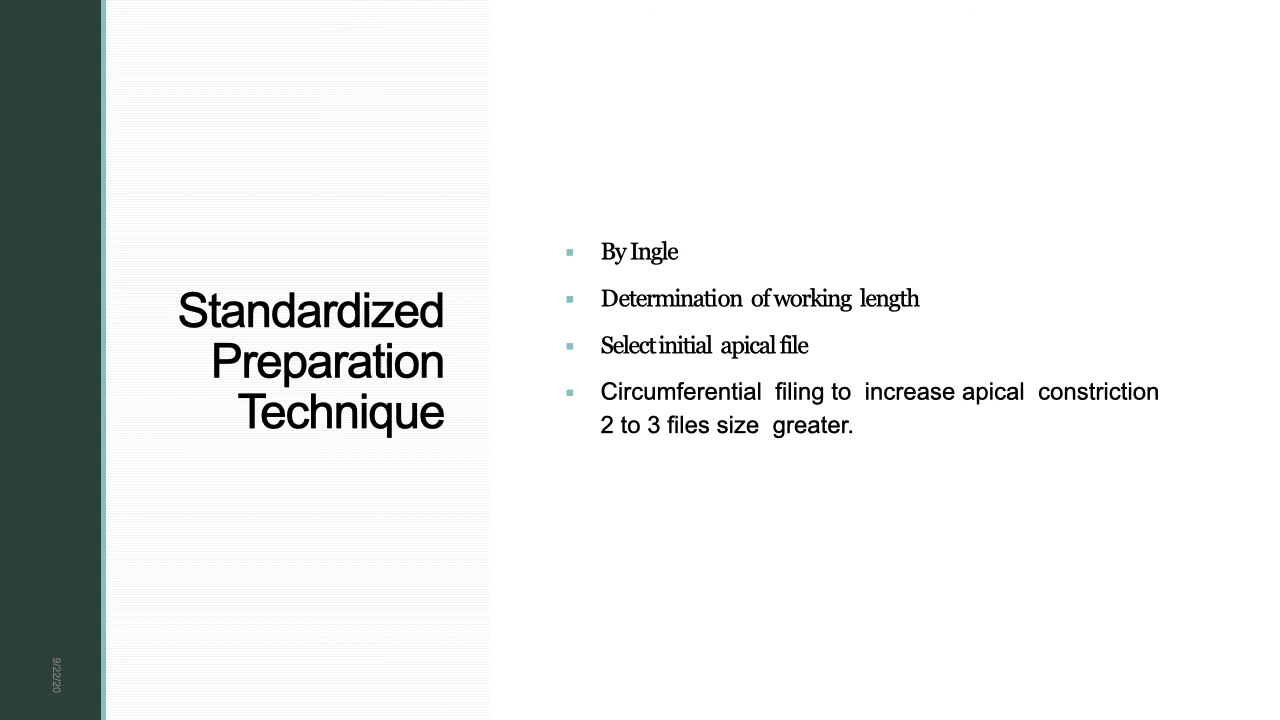 Standardized
Preparation
Technique
By Ingle
Determination of working length
Select initial apical file
Circumferential filing to increase apical constriction
2 to 3 files size greater.
9/22/20